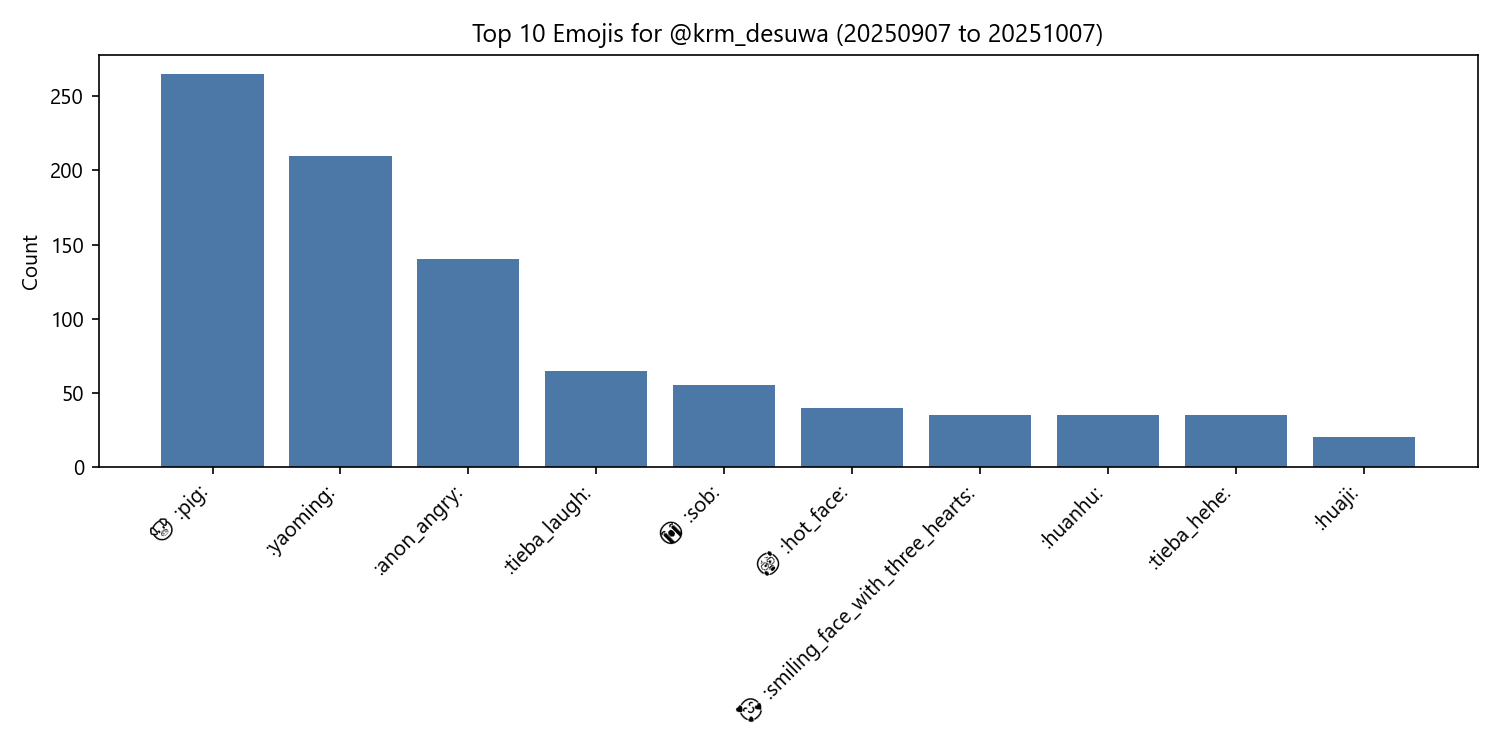 Top 10 Emojis for @krm_desuwa (20250907 to 20251007)
Count
250
200
150
100
50
0
🐷 :pig:
:yaoming:
:anon_angry:
:tieba_laugh:
😭 :sob:
🥵 :hot_face:
🥰 :smiling_face_with_three_hearts:
:huanhu:
:tieba_hehe:
:huaji: